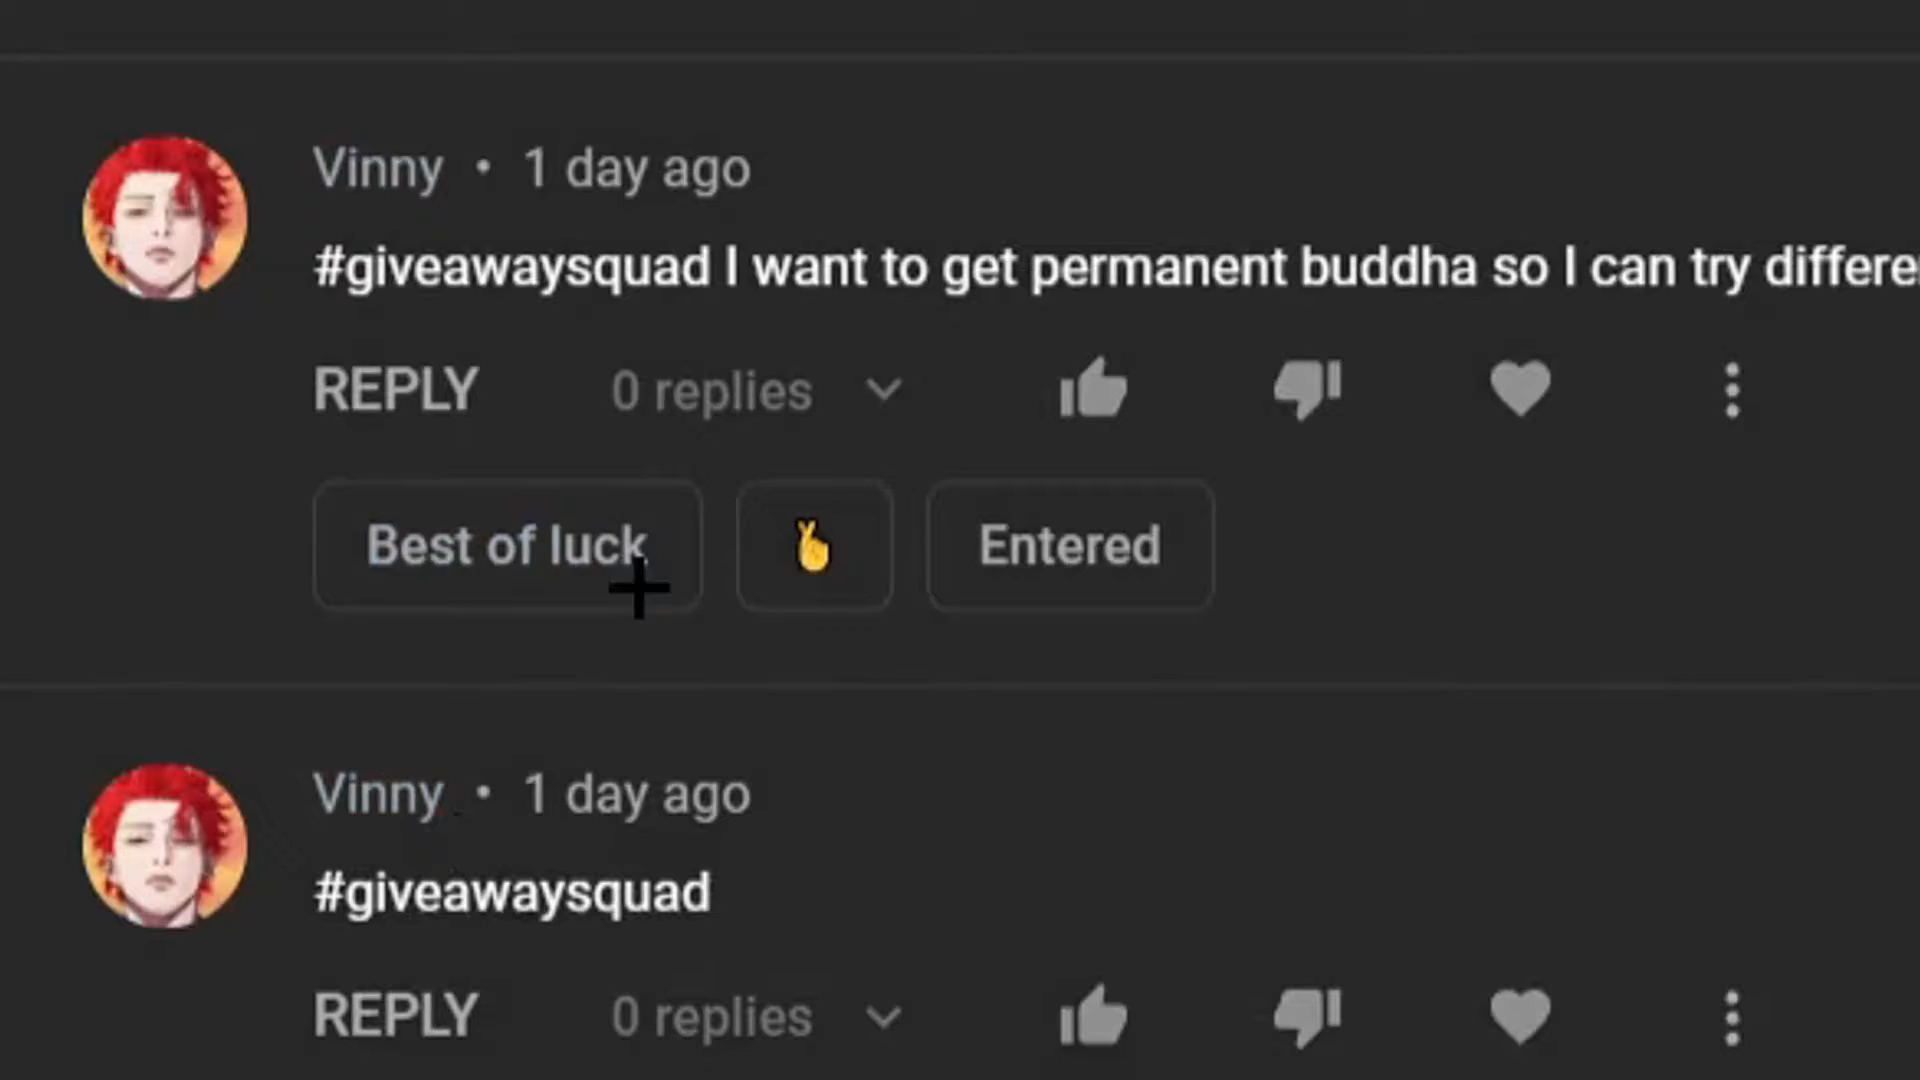 Vinny • 1 day ago
#giveawaysquad I want to get permanent buddha so I can try
REPLY 0 replies
Best of luck 🤞 Entered
Vinny • 1 day ago
#giveawaysquad
REPLY 0 replies